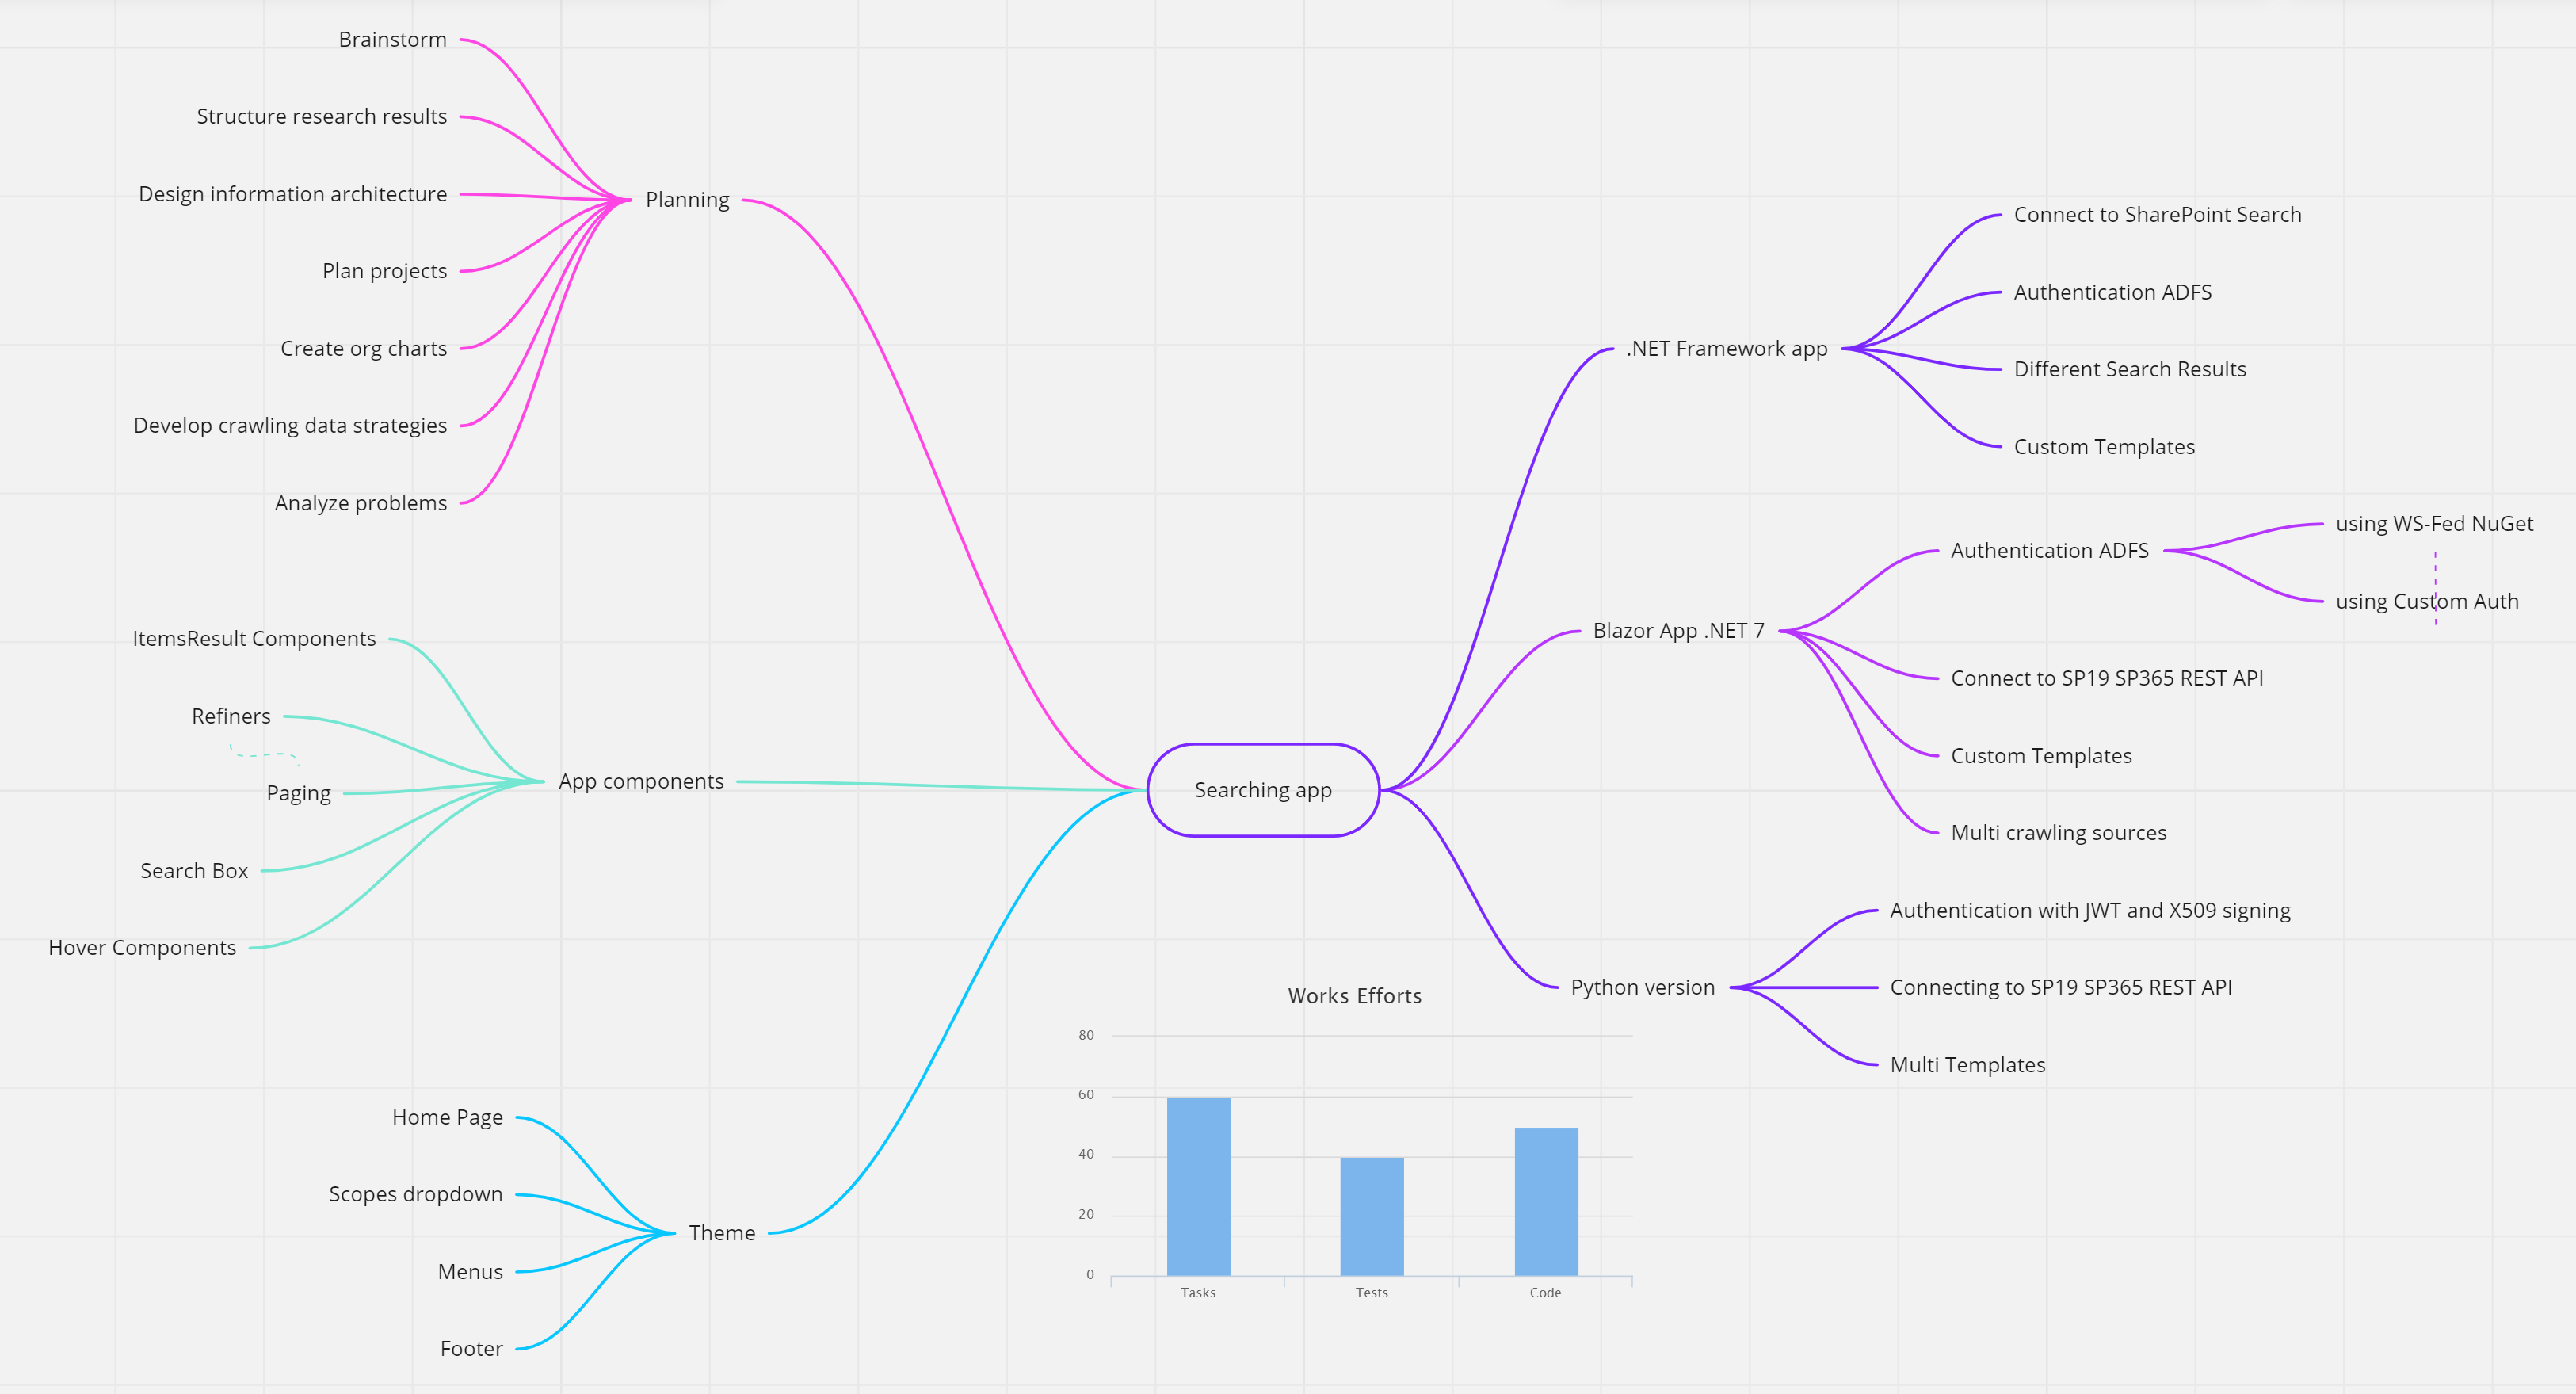 Brainstorm
Structure research results
Design information architecture
Plan projects
Create org charts
Develop crawling data strategies
Analyze problems
Planning
ItemsResult Components
Refiners
Paging
Search Box
Hover Components
App components
Home Page
Scopes dropdown
Menus
Footer
Theme
Searching app
.NET Framework app
Connect to SharePoint Search
Authentication ADFS
Different Search Results
Custom Templates
Blazor App .NET 7
Authentication ADFS
using WS-Fed NuGet
using Custom Auth
Connect to SP19 SP365 REST API
Custom Templates
Multi crawling sources
Python version
Authentication with JWT and X509 signing
Connecting to SP19 SP365 REST API
Multi Templates
Works Efforts
80
60
40
20
0
Tasks
Tests
Code